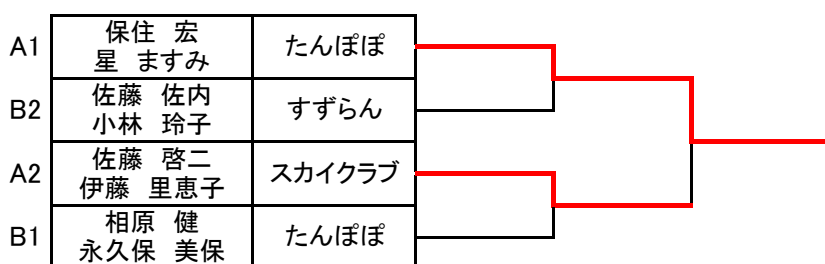 A1 保住 宏 たんぽぽ
星 ますみ
B2 佐藤 佐内 すずらん
小林 玲子
A2 佐藤 啓二 スカイクラブ
伊藤 里恵子
B1 相原 健 たんぽぽ
永久保 美保